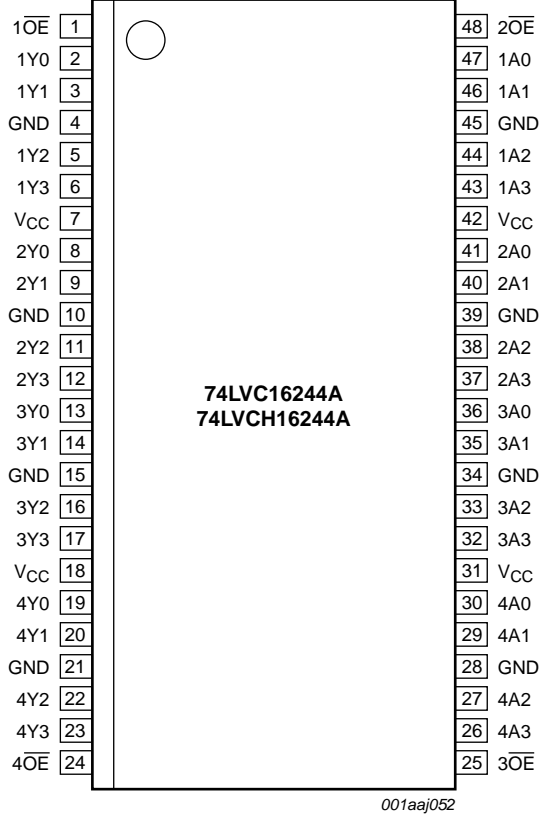 1O̅E̅ 1 48 2O̅E̅
1Y0 2 47 1A0
1Y1 3 46 1A1
GND 4 45 GND
1Y2 5 44 1A2
1Y3 6 43 1A3
VCC 7 42 VCC
2Y0 8 41 2A0
2Y1 9 40 2A1
GND 10 39 GND
2Y2 11 38 2A2
2Y3 12 37 2A3
74LVC16244A
74LVCH16244A
3Y0 13 36 3A0
3Y1 14 35 3A1
GND 15 34 GND
3Y2 16 33 3A2
3Y3 17 32 3A3
VCC 18 31 VCC
4Y0 19 30 4A0
4Y1 20 29 4A1
GND 21 28 GND
4Y2 22 27 4A2
4Y3 23 26 4A3
4O̅E̅ 24 25 3O̅E̅
001aaj052